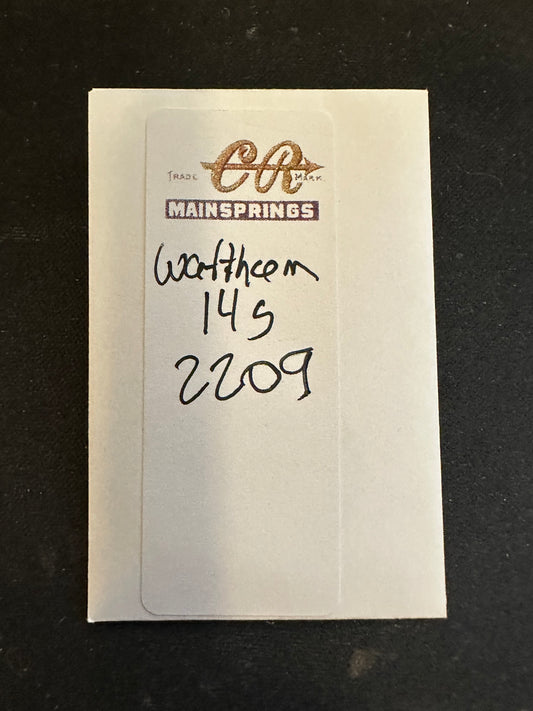 TRADE CR MARK.
MAINSPRINGS
Waltham
14s
2209